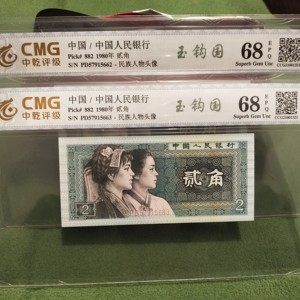 CMG
中乾评级
中国 / 中国人民银行
Pick# 882 1980年 贰角
S/N PD57915662 - 民族人物头像
玉钩国
68
EPQ
Superb Gem Unc
CMG
中乾评级
中国 / 中国人民银行
Pick# 882 1980年 贰角
S/N PD57915663 - 民族人物头像
玉钩国
68
EPQ
Superb Gem Unc
中国人民银行
贰角
2
2